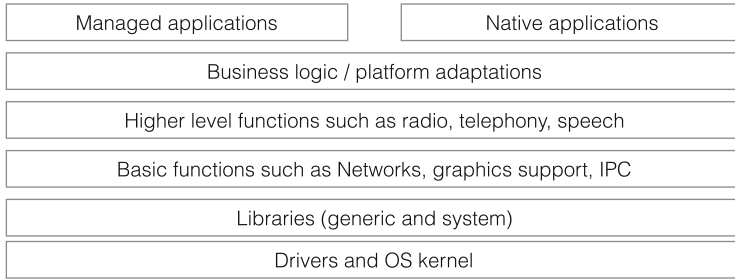 Managed applications
Native applications
Business logic / platform adaptations
Higher level functions such as radio, telephony, speech
Basic functions such as Networks, graphics support, IPC
Libraries (generic and system)
Drivers and OS kernel